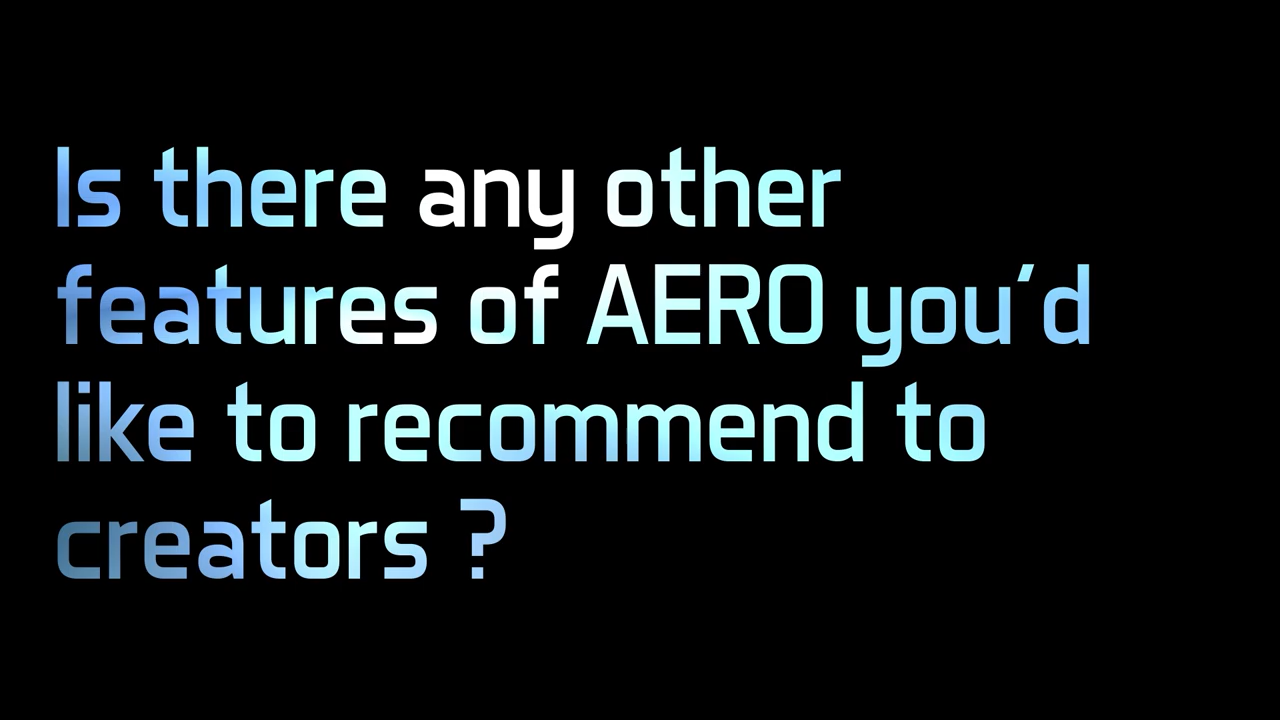 Is there any other
features of AERO you’d
like to recommend to
creators ?